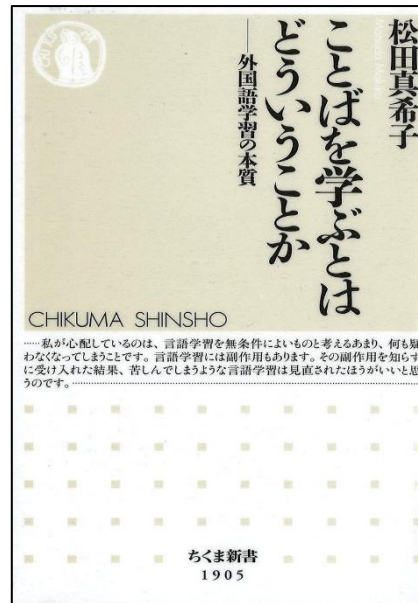 松田真希子
ことばを学ぶとは
どういうことか
──外国語学習の本質
CHIKUMA SHINSHO
……私が心配しているのは、言語学習を無条件によいものと考えるあまり、何も疑
わなくなってしまうことです。言語学習には副作用もあります。その副作用を知らず
に受け入れた結果、苦しんでしまうような言語学習は見直されたほうがいいと思
うのです。
ちくま新書
1905